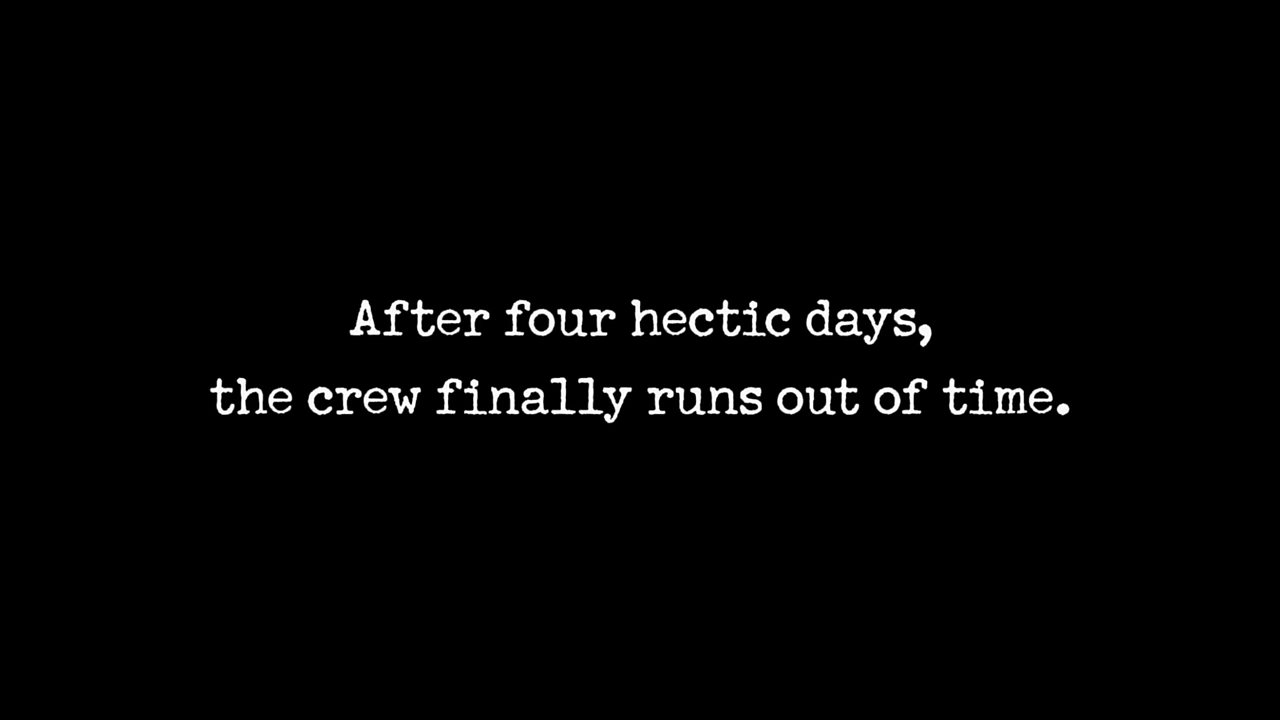 After four hectic days,
the crew finally runs out of time.